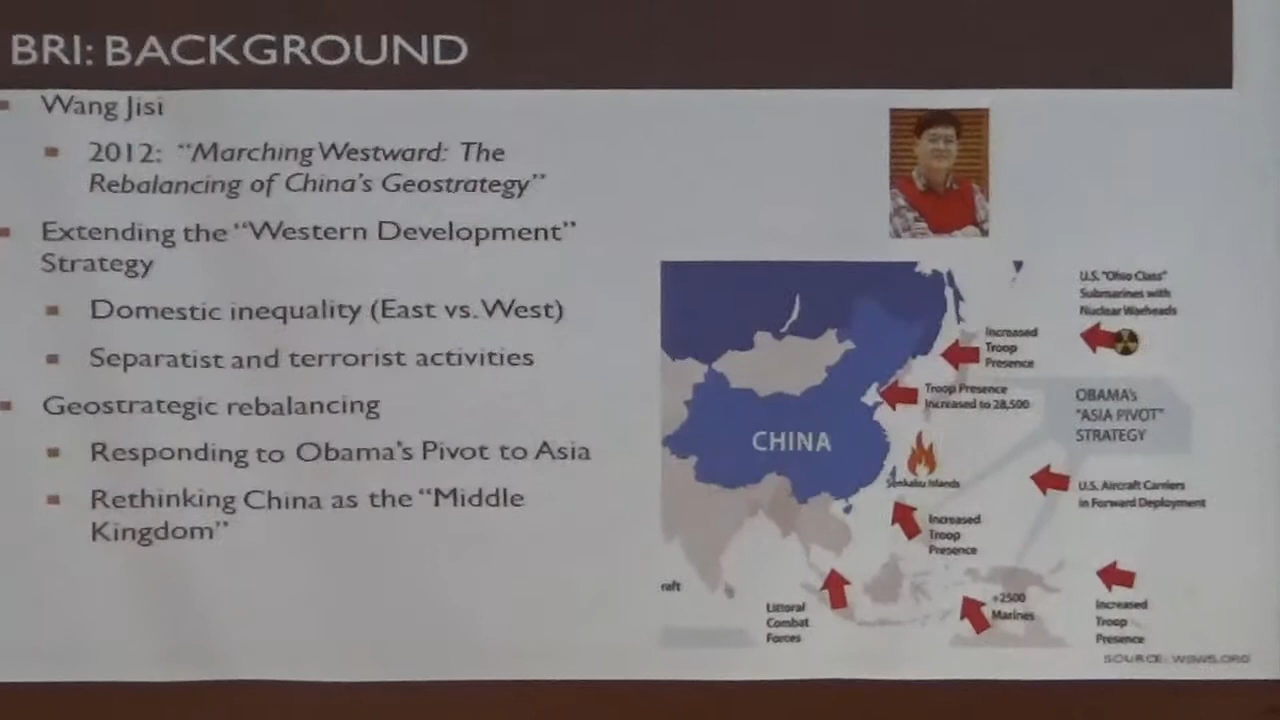 BRI: BACKGROUND
Wang Jisi
2012: "Marching Westward: The
Rebalancing of China's Geostrategy"
Extending the "Western Development"
Strategy
Domestic inequality (East vs. West)
Separatist and terrorist activities
Geostrategic rebalancing
Responding to Obama's Pivot to Asia
Rethinking China as the "Middle
Kingdom"
U.S. "Ohio Class"
Submarines with
Nuclear Warheads
Increased
Troop
Presence
Troop Presence
Increased to 28,500
OBAMA's
"ASIA PIVOT"
STRATEGY
CHINA
Senkaku Islands
U.S. Aircraft Carriers
in Forward Deployment
Increased
Troop
Presence
raft
Littoral
Combat
Forces
+2500
Marines
Increased
Troop
Presence
SOURCE: WSWS.ORG